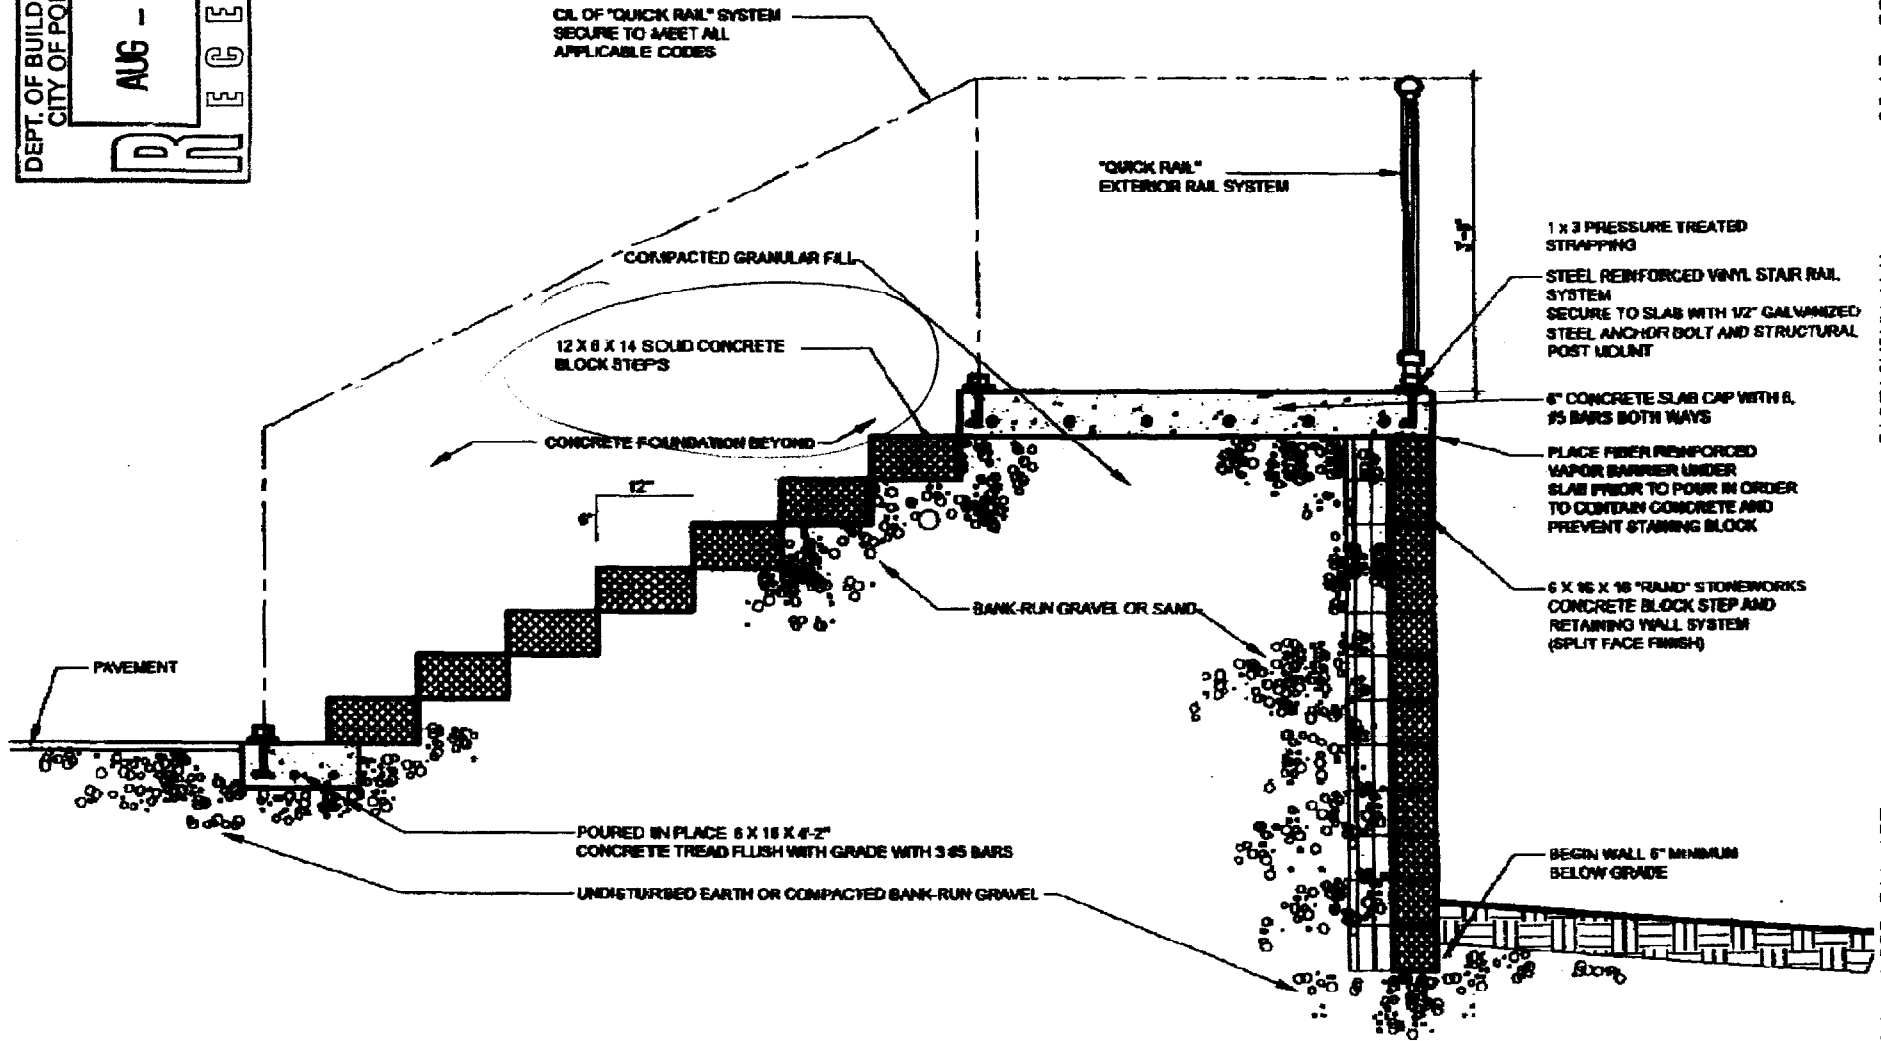 DEPT. OF BUILD
CITY OF PO
AUG -
RECE
C/L OF "QUICK RAIL" SYSTEM
SECURE TO MEET ALL
APPLICABLE CODES
"QUICK RAIL"
EXTERIOR RAIL SYSTEM
COMPACTED GRANULAR FILL
12 X 6 X 14 SOLID CONCRETE
BLOCK STEPS
CONCRETE FOUNDATION BEYOND
12"
6"
1 x 3 PRESSURE TREATED
STRAPPING
STEEL REINFORCED VINYL STAIR RAIL
SYSTEM
SECURE TO SLAB WITH 1/2" GALVANIZED
STEEL ANCHOR BOLT AND STRUCTURAL
POST MOUNT
6" CONCRETE SLAB CAP WITH 6,
#5 BARS BOTH WAYS
PLACE FIBER REINFORCED
VAPOR BARRIER UNDER
SLAB PRIOR TO POUR IN ORDER
TO CONTAIN CONCRETE AND
PREVENT STAINING BLOCK
BANK-RUN GRAVEL OR SAND
6 X 16 X 16 "RAND" STONEWORKS
CONCRETE BLOCK STEP AND
RETAINING WALL SYSTEM
(SPLIT FACE FINISH)
PAVEMENT
POURED IN PLACE 6 X 16 X 4'-2"
CONCRETE TREAD FLUSH WITH GRADE WITH 3 #5 BARS
UNDISTURBED EARTH OR COMPACTED BANK-RUN GRAVEL
BEGIN WALL 6" MINIMUM
BELOW GRADE